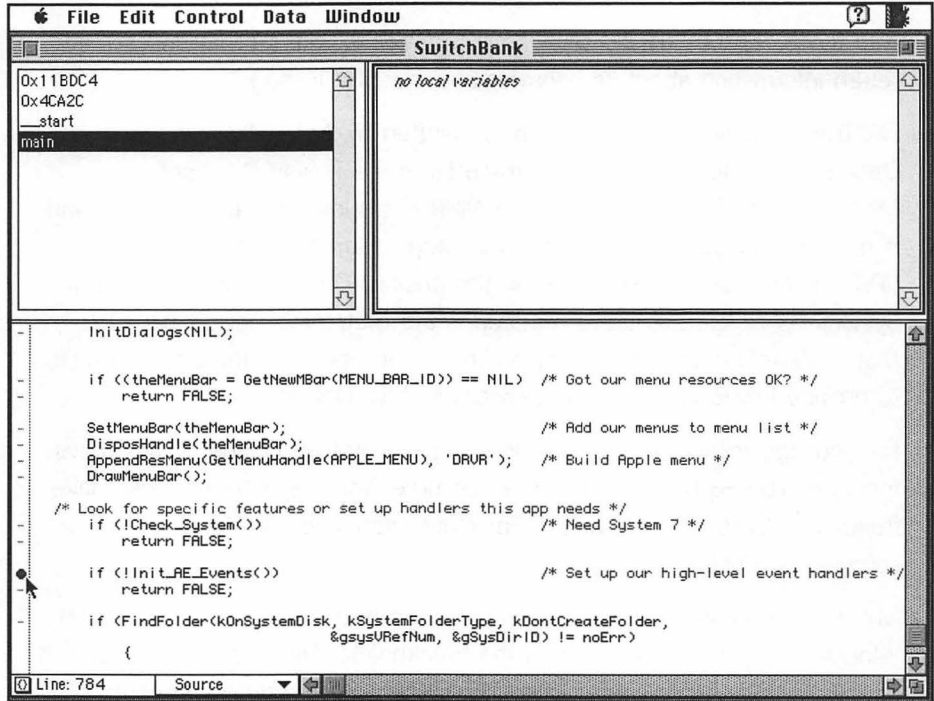 File Edit Control Data Window
SwitchBank
0x11BDC4
0x4CA2C
__start
main
no local variables
InitDialogs(NIL);
if ((theMenuBar = GetNewMBar(MENU_BAR_ID)) == NIL) /* Got our menu resources OK? */
return FALSE;
SetMenuBar(theMenuBar); /* Add our menus to menu list */
DisposHandle(theMenuBar);
AppendResMenu(GetMenuHandle(APPLE_MENU), 'DRVR'); /* Build Apple menu */
DrawMenuBar();
/* Look for specific features or set up handlers this app needs */
if (!Check_System()) /* Need System 7 */
return FALSE;
if (!Init_AE_Events()) /* Set up our high-level event handlers */
return FALSE;
if (FindFolder(kOnSystemDisk, kSystemFolderType, kDontCreateFolder,
&gsysVRefNum, &gSysDirID) != noErr)
{
Line: 784 Source